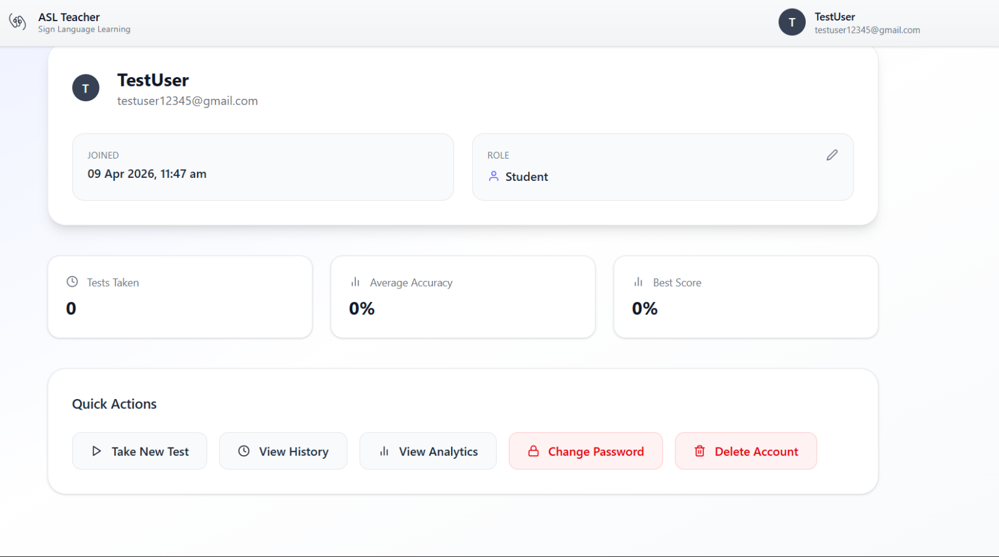 ASL Teacher
Sign Language Learning
T
TestUser
testuser12345@gmail.com
T
TestUser
testuser12345@gmail.com
JOINED
09 Apr 2026, 11:47 am
ROLE
Student
Tests Taken
0
Average Accuracy
0%
Best Score
0%
Quick Actions
Take New Test
View History
View Analytics
Change Password
Delete Account